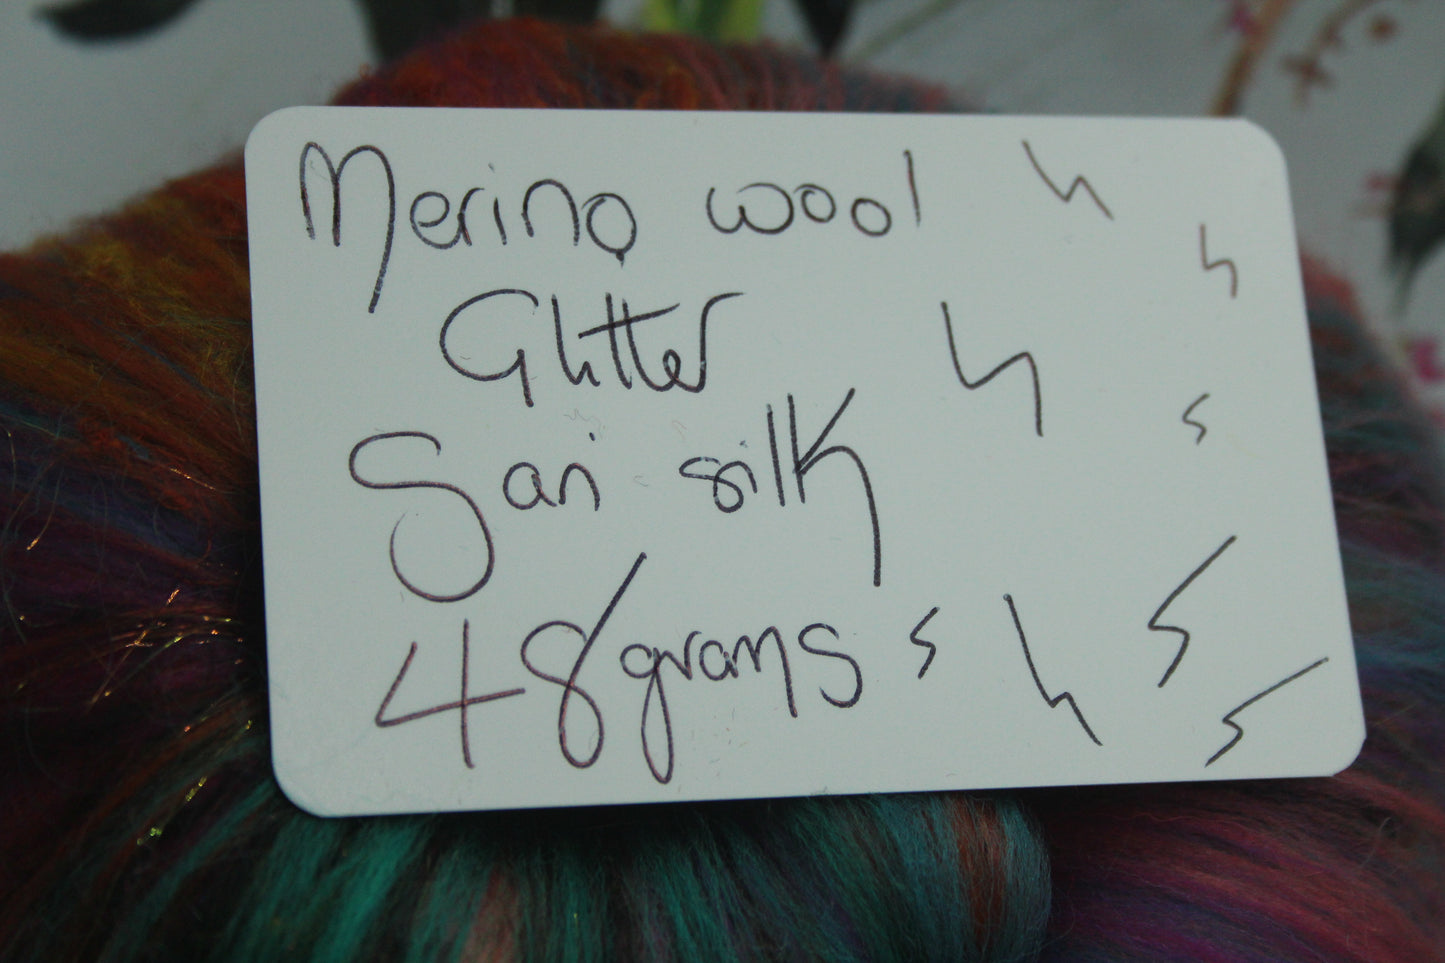 Merino wool
Glitter
Sari silk
48grams